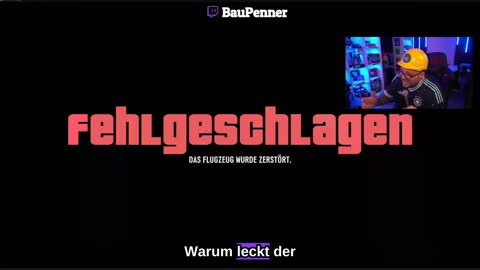 BauPenner
FEHLGESCHLAGEN
DAS FLUGZEUG WURDE ZERSTÖRT.
Warum leckt der